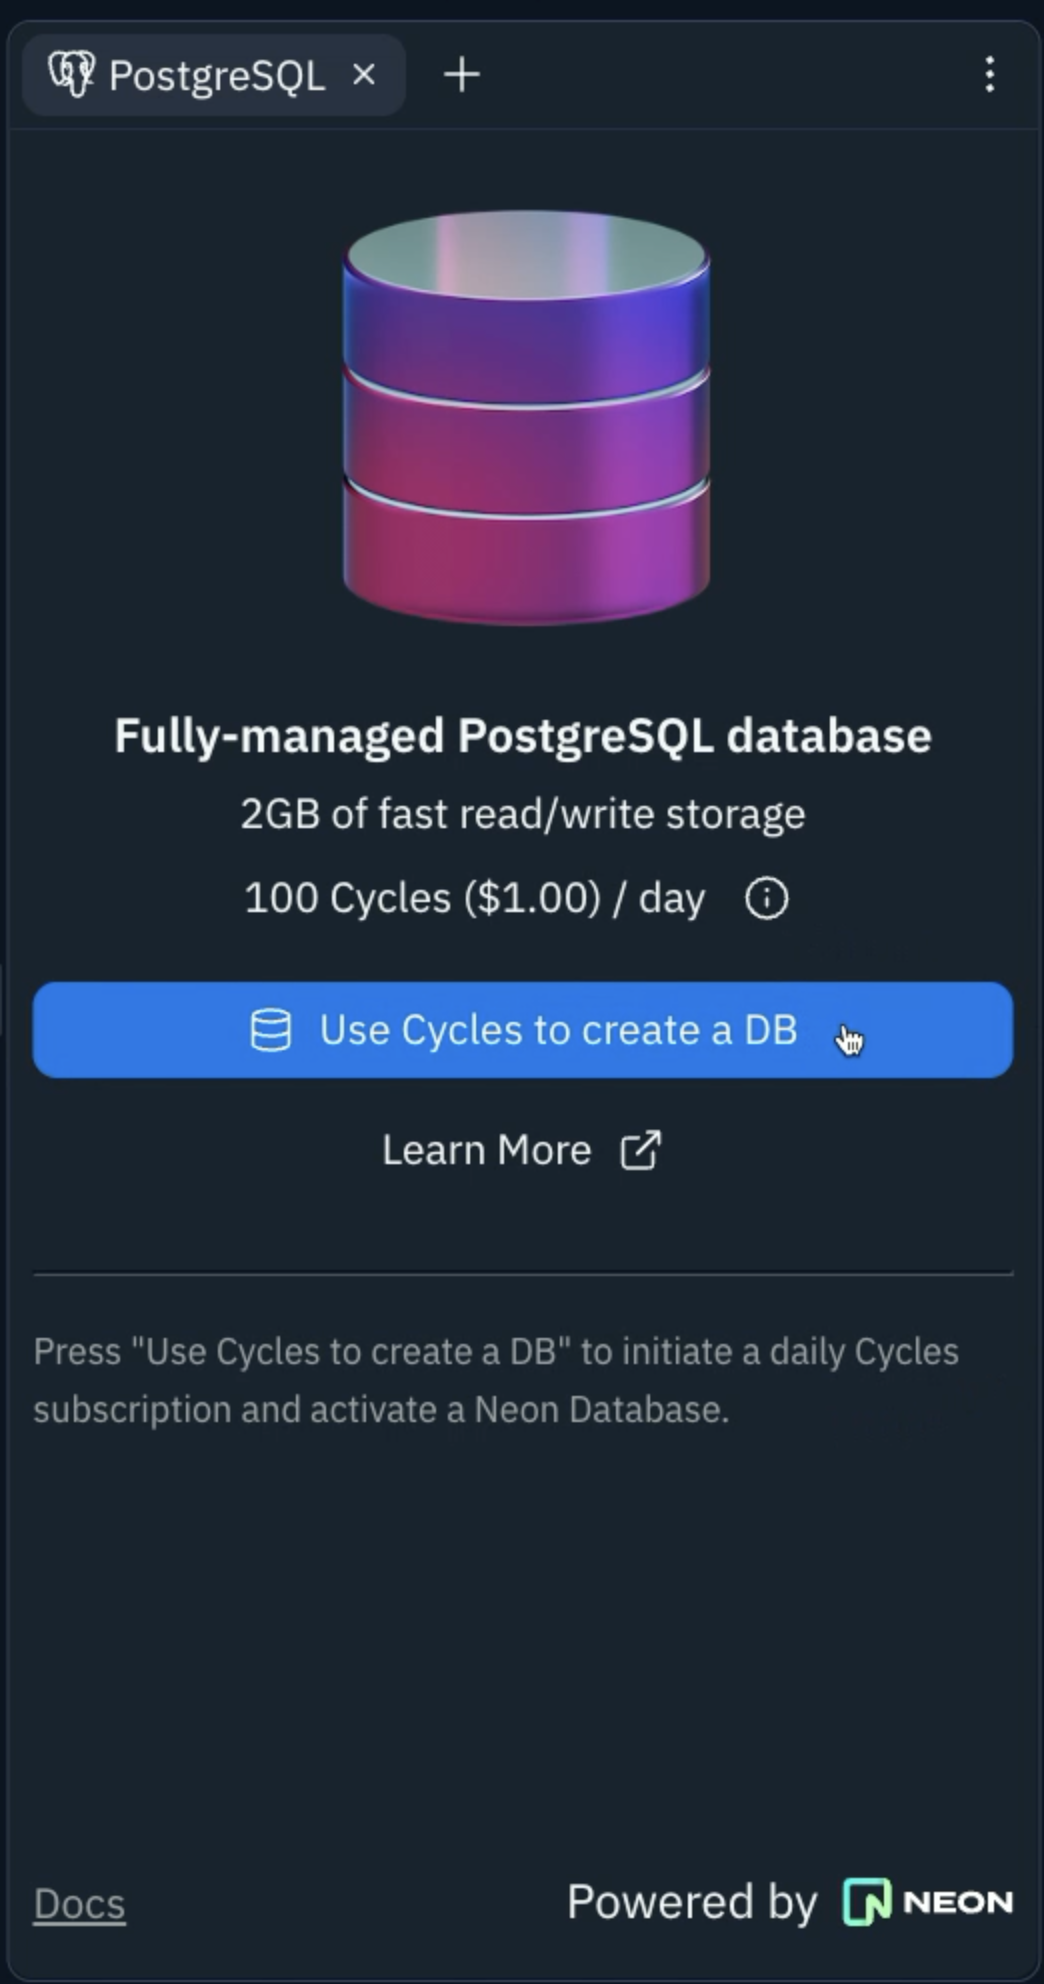 PostgreSQL
Fully-managed PostgreSQL database
2GB of fast read/write storage
100 Cycles ($1.00) / day
Use Cycles to create a DB
Learn More
Press "Use Cycles to create a DB" to initiate a daily Cycles
subscription and activate a Neon Database.
Docs
Powered by NEON